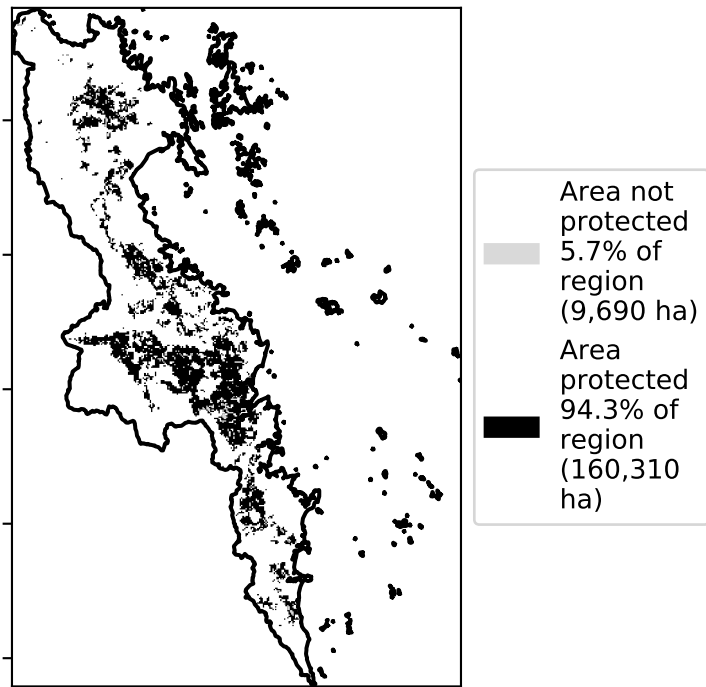 Area not
protected
5.7% of
region
(9,690 ha)
Area
protected
94.3% of
region
(160,310
ha)